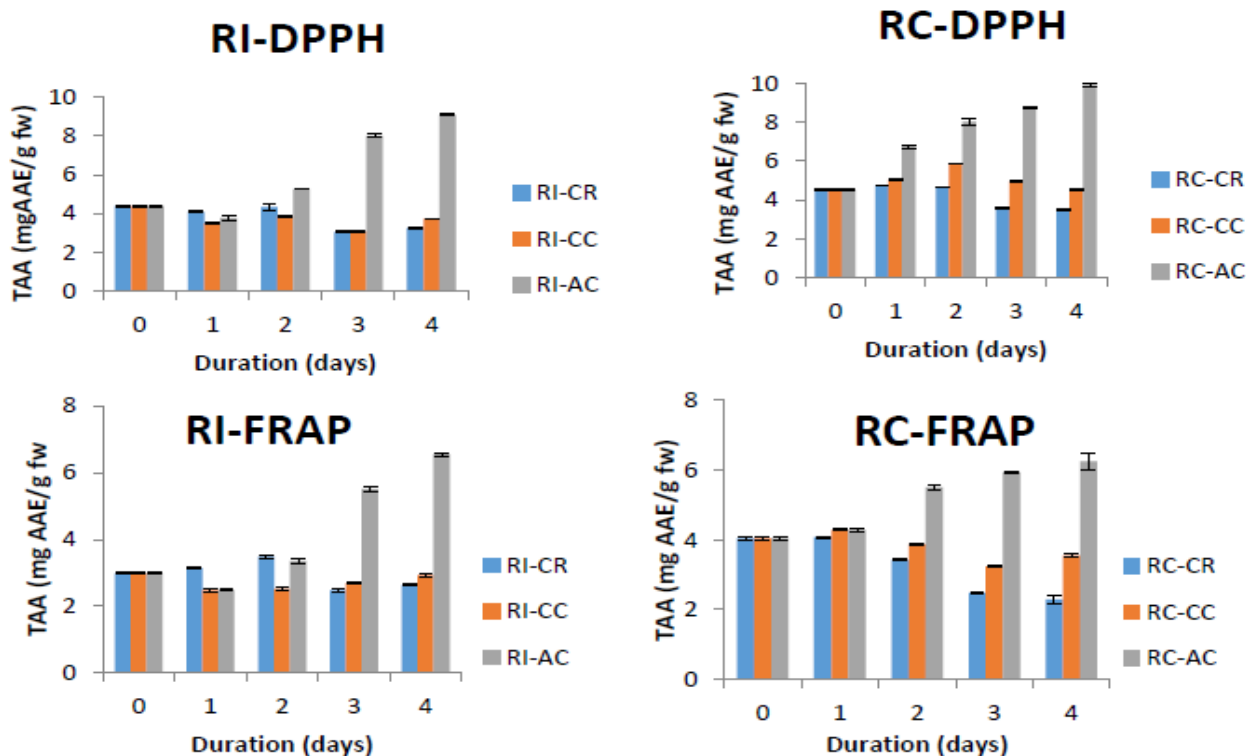 RI-DPPH
TAA (mgAAE/g fw)
10
8
6
4
2
0
0 1 2 3 4
Duration (days)
RI-CR
RI-CC
RI-AC
RC-DPPH
TAA (mg AAE/g fw)
10
8
6
4
2
0
0 1 2 3 4
Duration (days)
RC-CR
RC-CC
RC-AC
RI-FRAP
TAA (mg AAE/g fw
8
6
4
2
0
0 1 2 3 4
Duration (days)
RI-CR
RI-CC
RI-AC
RC-FRAP
TAA (mg AAE/g fw)
8
6
4
2
0
0 1 2 3 4
Duration (days)
RC-CR
RC-CC
RC-AC